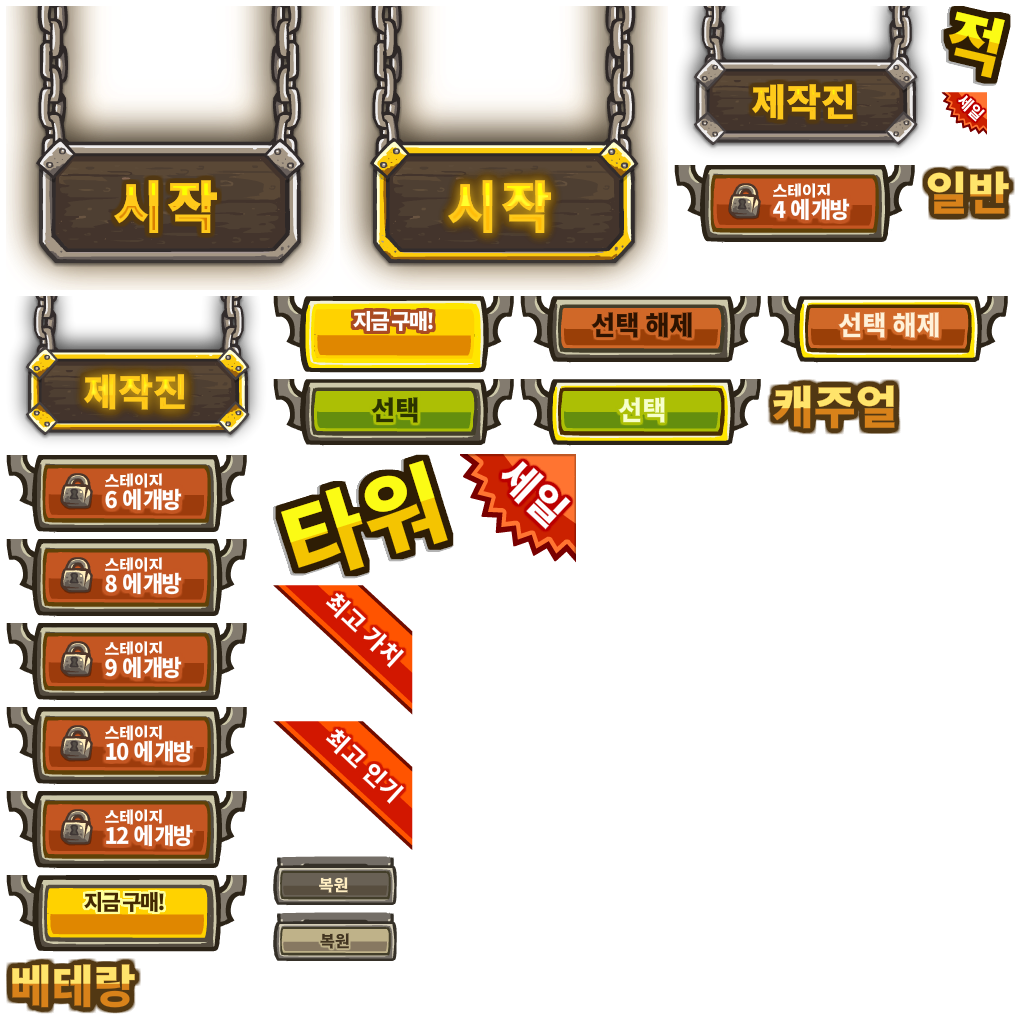 시작
시작
제작진
적
세일
스테이지
4 에개방
일반
제작진
지금 구매!
선택 해제
선택 해제
선택
선택
캐주얼
스테이지
6 에개방
타워
세일
스테이지
8 에개방
최고 가치
스테이지
9 에개방
스테이지
10 에개방
최고 인기
스테이지
12 에개방
복원
지금 구매!
복원
베테랑